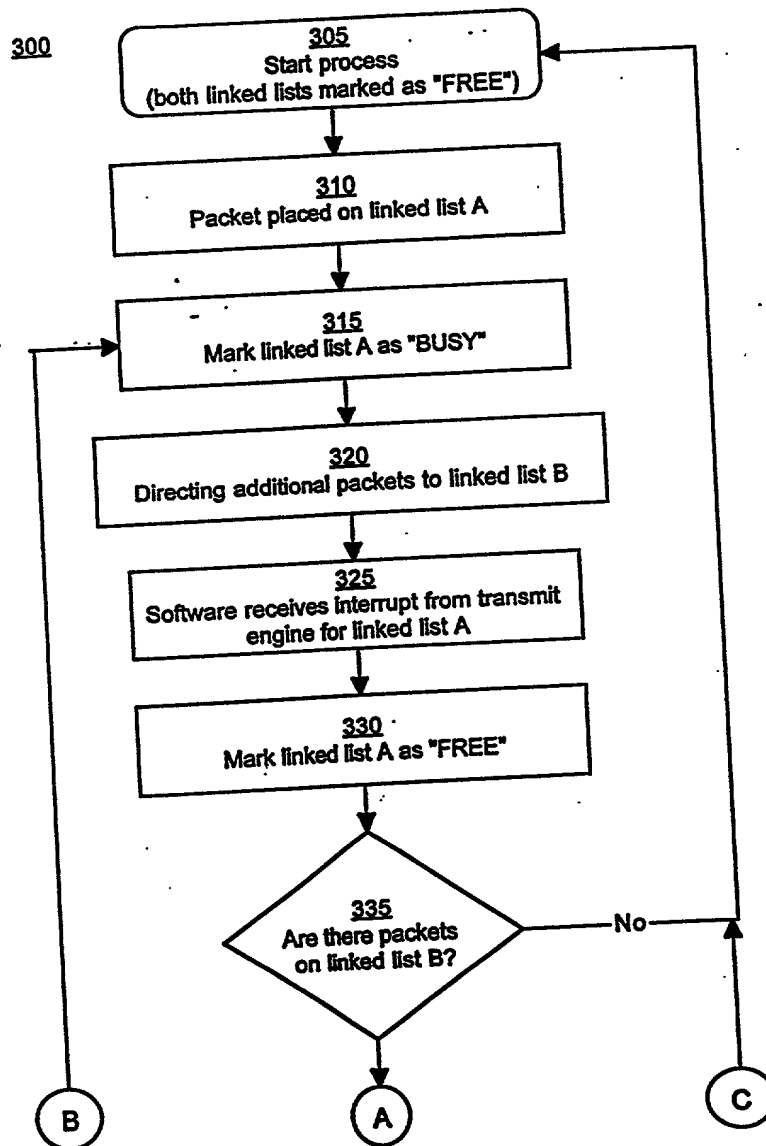 300
305
Start process
(both linked lists marked as "FREE")
310
Packet placed on linked list A
315
Mark linked list A as "BUSY"
320
Directing additional packets to linked list B
325
Software receives interrupt from transmit
engine for linked list A
330
Mark linked list A as "FREE"
335
Are there packets
on linked list B?
No
B
A
C